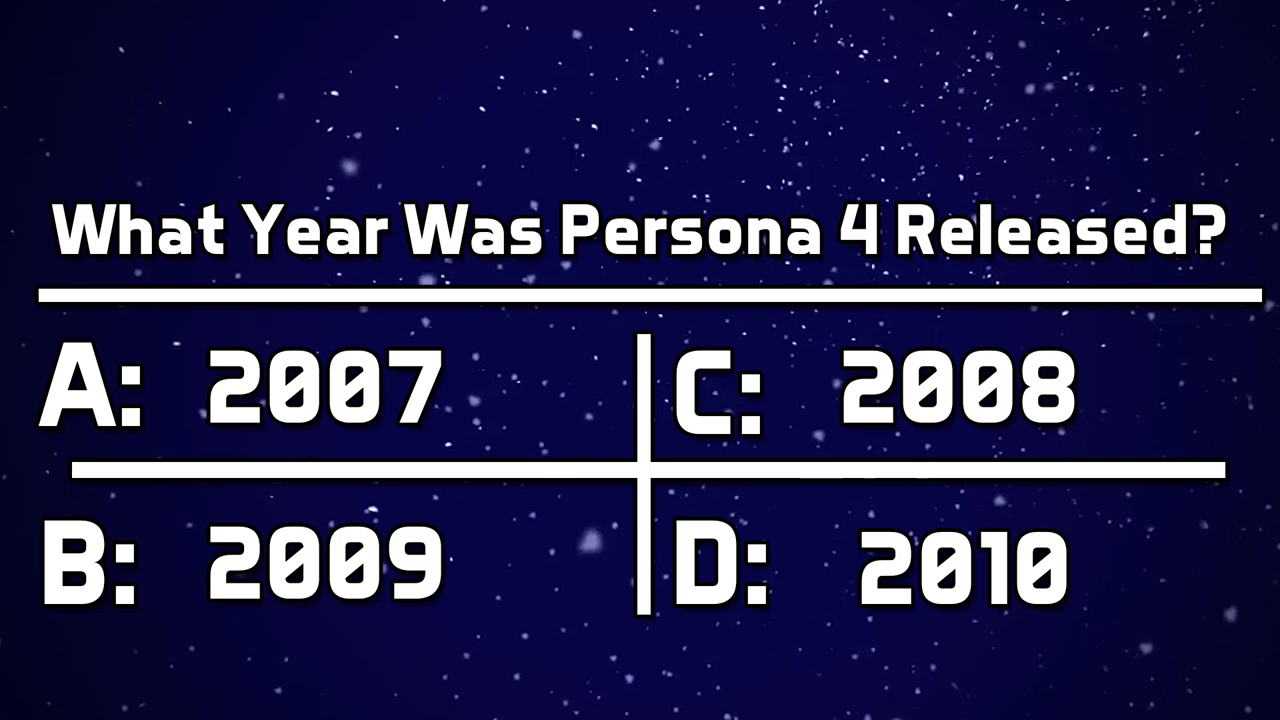 What Year Was Persona 4 Released?
A: 2007
C: 2008
B: 2009
D: 2010